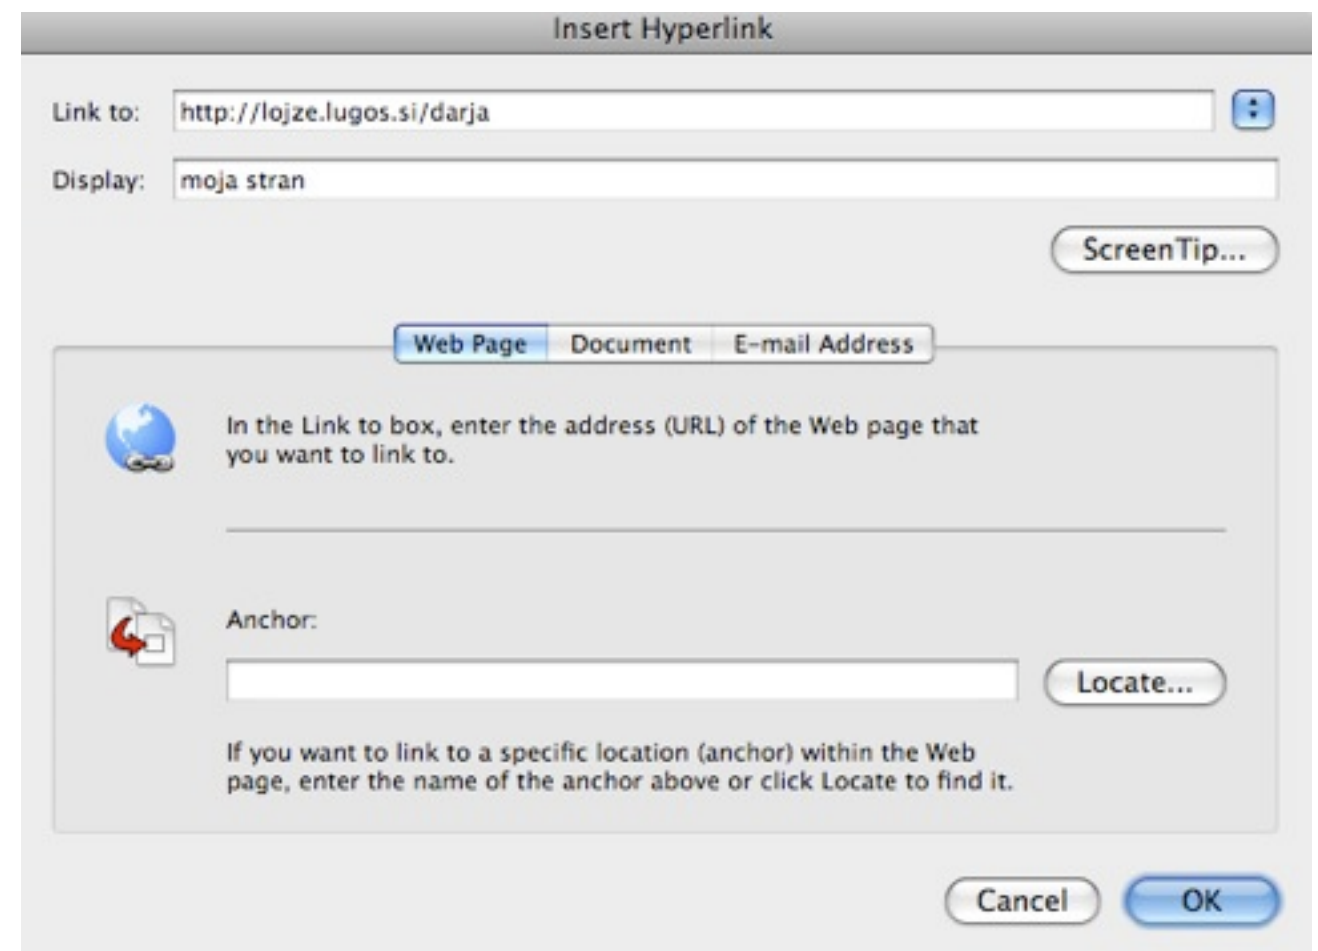 Insert Hyperlink
Link to: http://lojze.lugos.si/darja
Display: moja stran
ScreenTip...
Web Page Document E-mail Address
In the Link to box, enter the address (URL) of the Web page that
you want to link to.
Anchor:
Locate...
If you want to link to a specific location (anchor) within the Web
page, enter the name of the anchor above or click Locate to find it.
Cancel OK